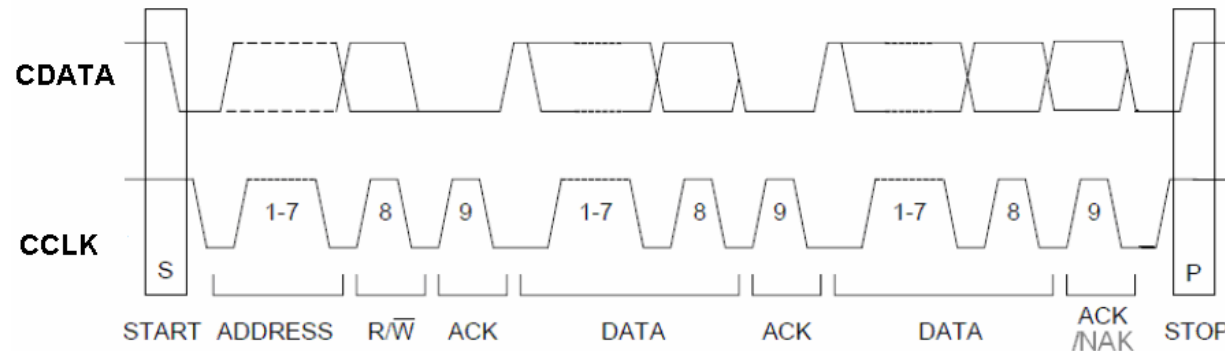 CDATA
1-7 8 9 1-7 8 9 1-7 8 9
CCLK
S P
START ADDRESS R/W̅ ACK DATA ACK DATA ACK STOP
/NAK